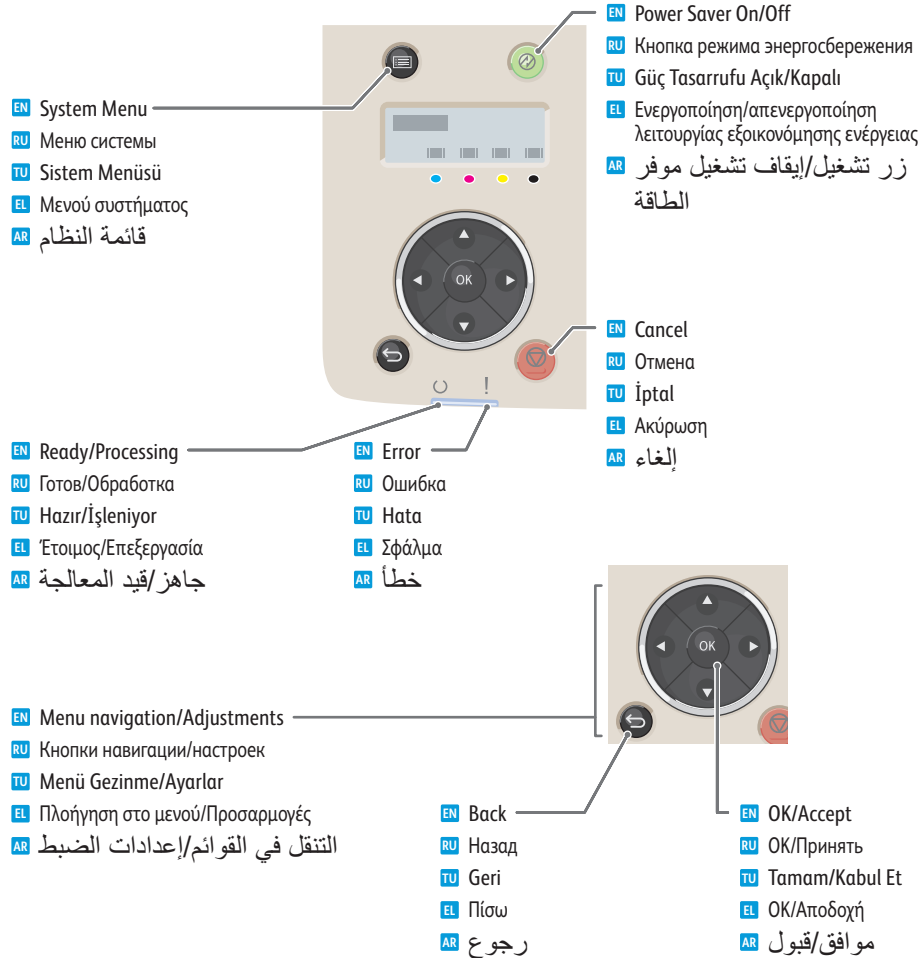 EN Power Saver On/Off
RU Кнопка режима энергосбережения
TU Güç Tasarrufu Açık/Kapalı
EL Ενεργοποίηση/απενεργοποίηση
λειτουργίας εξοικονόμησης ενέργειας
AR زر تشغيل/إيقاف تشغيل موفر
الطاقة
EN System Menu
RU Меню системы
TU Sistem Menüsü
EL Μενού συστήματος
AR قائمة النظام
OK
EN Cancel
RU Отмена
TU İptal
EL Ακύρωση
AR إلغاء
!
EN Ready/Processing
RU Готов/Обработка
TU Hazır/İşleniyor
EL Έτοιμος/Επεξεργασία
AR جاهز/قيد المعالجة
EN Error
RU Ошибка
TU Hata
EL Σφάλμα
AR خطأ
OK
EN Menu navigation/Adjustments
RU Кнопки навигации/настроек
TU Menü Gezinme/Ayarlar
EL Πλοήγηση στο μενού/Προσαρμογές
AR التنقل في القوائم/إعدادات الضبط
EN Back
RU Назад
TU Geri
EL Πίσω
AR رجوع
EN OK/Accept
RU ОК/Принять
TU Tamam/Kabul Et
EL OK/Αποδοχή
AR موافق/قبول